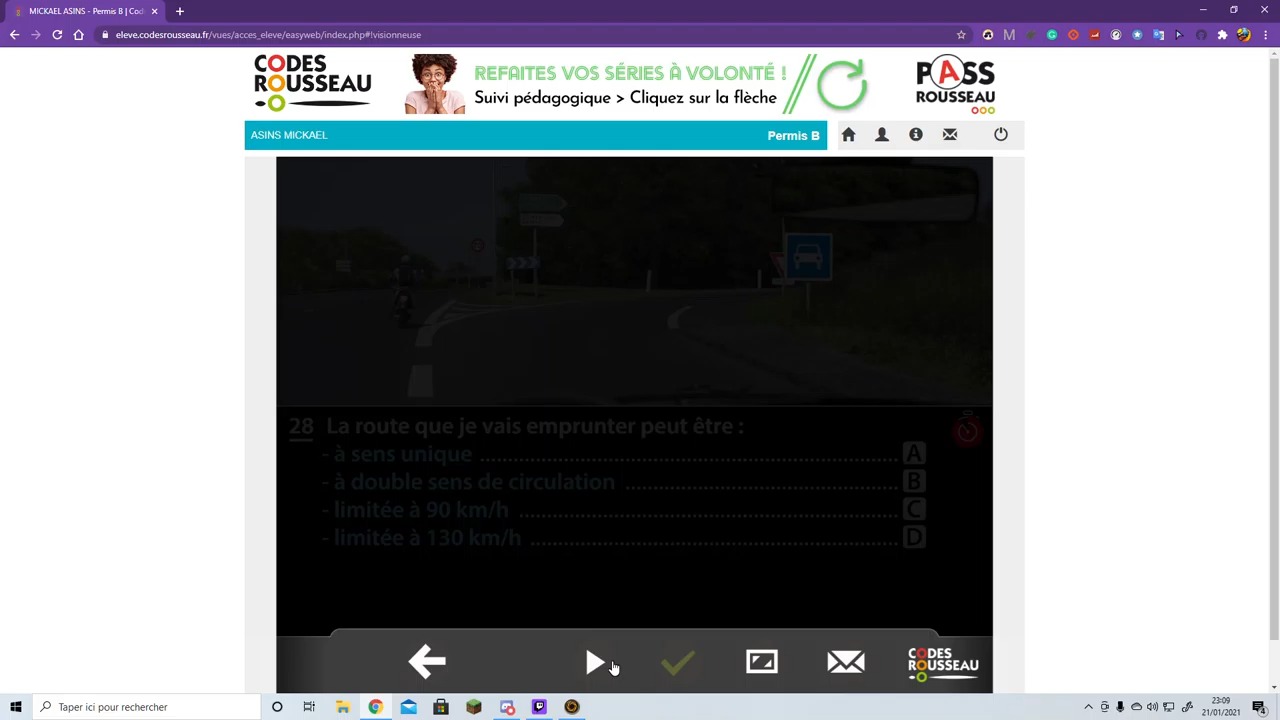 MICKAEL ASINS - Permis B | Code
eleve.codesrousseau.fr/vues/acces_eleve/easyweb/index.php#!visionneuse
CODES ROUSSEAU
REFAITES VOS SÉRIES À VOLONTÉ !
Suivi pédagogique > Cliquez sur la flèche
PASS ROUSSEAU
ASINS MICKAEL
Permis B
28 La route que je vais emprunter peut être :
- à sens unique A
- à double sens de circulation B
- limitée à 90 km/h C
- limitée à 130 km/h D
CODES ROUSSEAU
Taper ici pour rechercher
23:09
21/01/2021